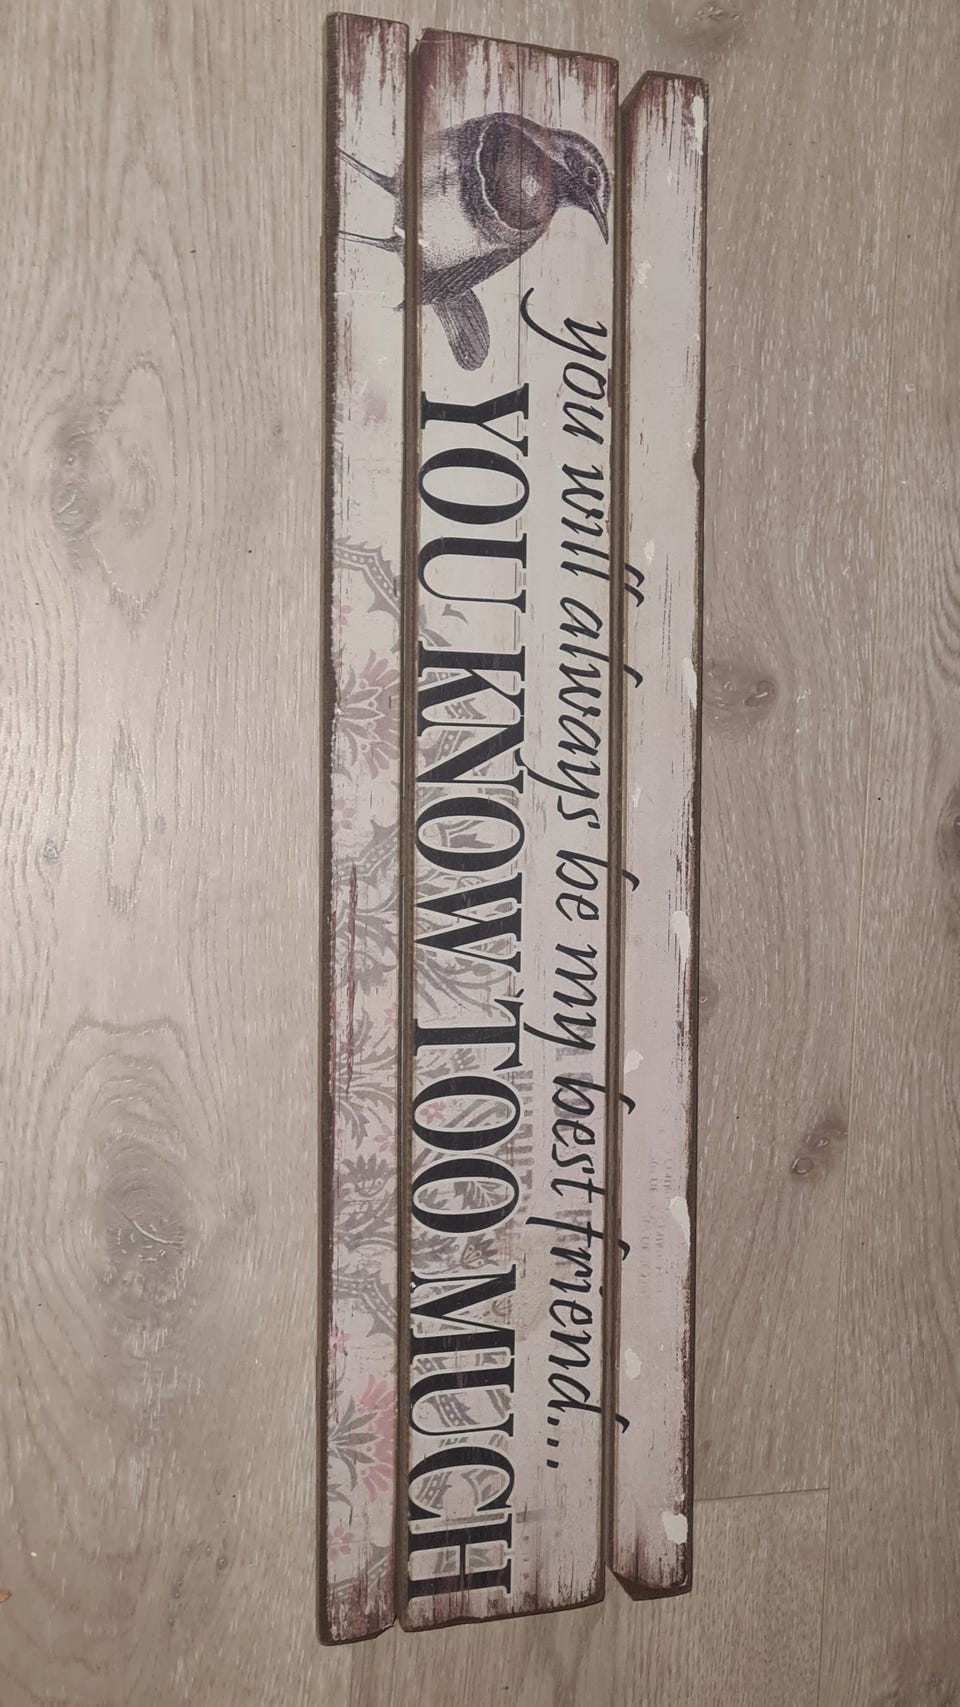 you will always be my best friend...
YOU KNOW TOO MUCH